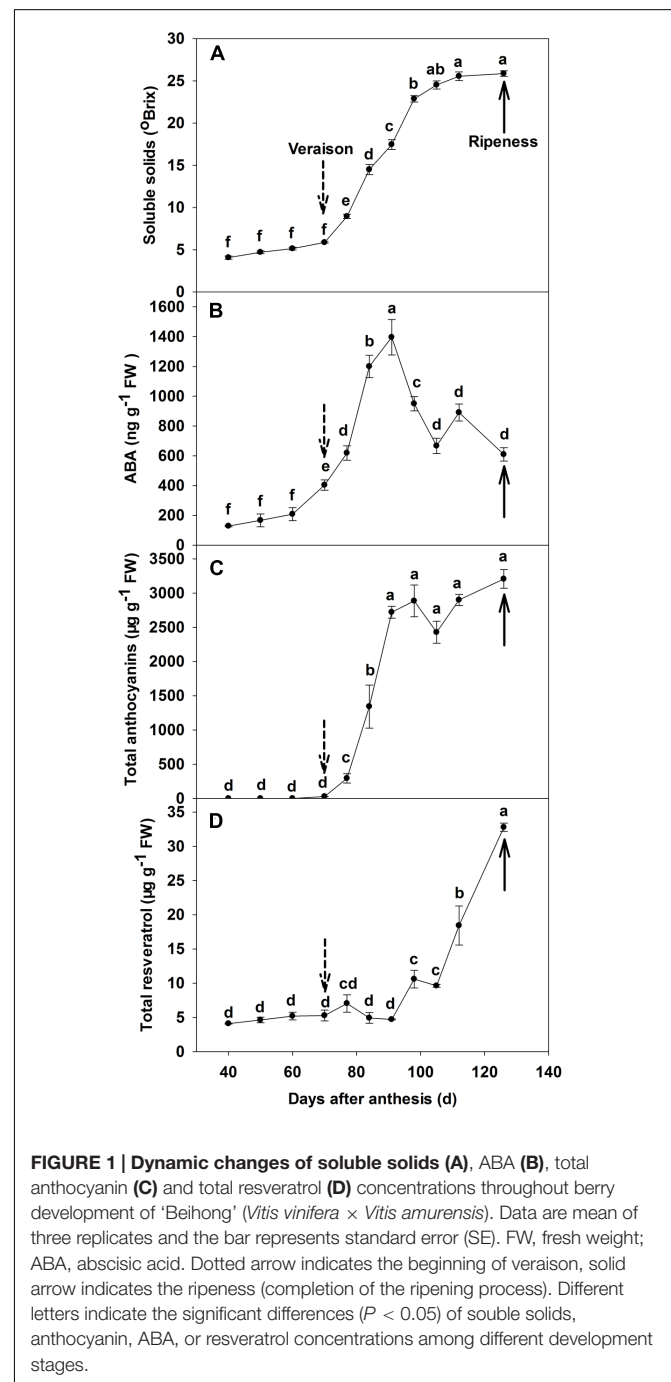 30
A
25
20
15
10
5
0
Soluble solids (ºBrix)
Veraison
Ripeness
f f f f e d c b ab a a
1600
B
1400
1200
1000
800
600
400
200
0
ABA (ng g-1 FW )
f f f e d b a c d d d
3500
C
3000
2500
2000
1500
1000
500
0
Total anthocyanins (µg g-1 FW)
d d d d c b a a a a a
35
D
30
25
20
15
10
5
0
Total resveratrol (µg g-1 FW)
d d d d cd d d c c b a
40 60 80 100 120 140
Days after anthesis (d)
FIGURE 1 | Dynamic changes of soluble solids (A), ABA (B), total
anthocyanin (C) and total resveratrol (D) concentrations throughout berry
development of ‘Beihong’ (Vitis vinifera × Vitis amurensis). Data are mean of
three replicates and the bar represents standard error (SE). FW, fresh weight;
ABA, abscisic acid. Dotted arrow indicates the beginning of veraison, solid
arrow indicates the ripeness (completion of the ripening process). Different
letters indicate the significant differences (P < 0.05) of souble solids,
anthocyanin, ABA, or resveratrol concentrations among different development
stages.